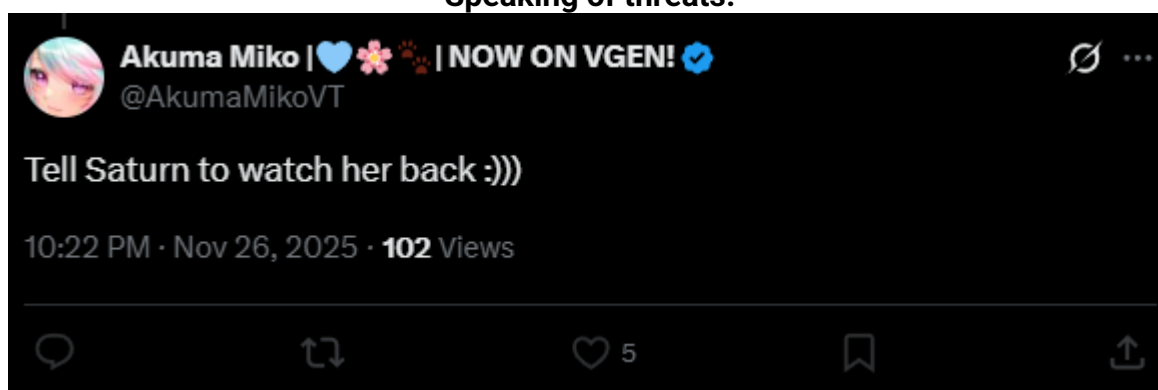 Speaking of threats.
Akuma Miko |🩵🌸🐾| NOW ON VGEN!
@AkumaMikoVT
Tell Saturn to watch her back :)))
10:22 PM · Nov 26, 2025 · 102 Views
5